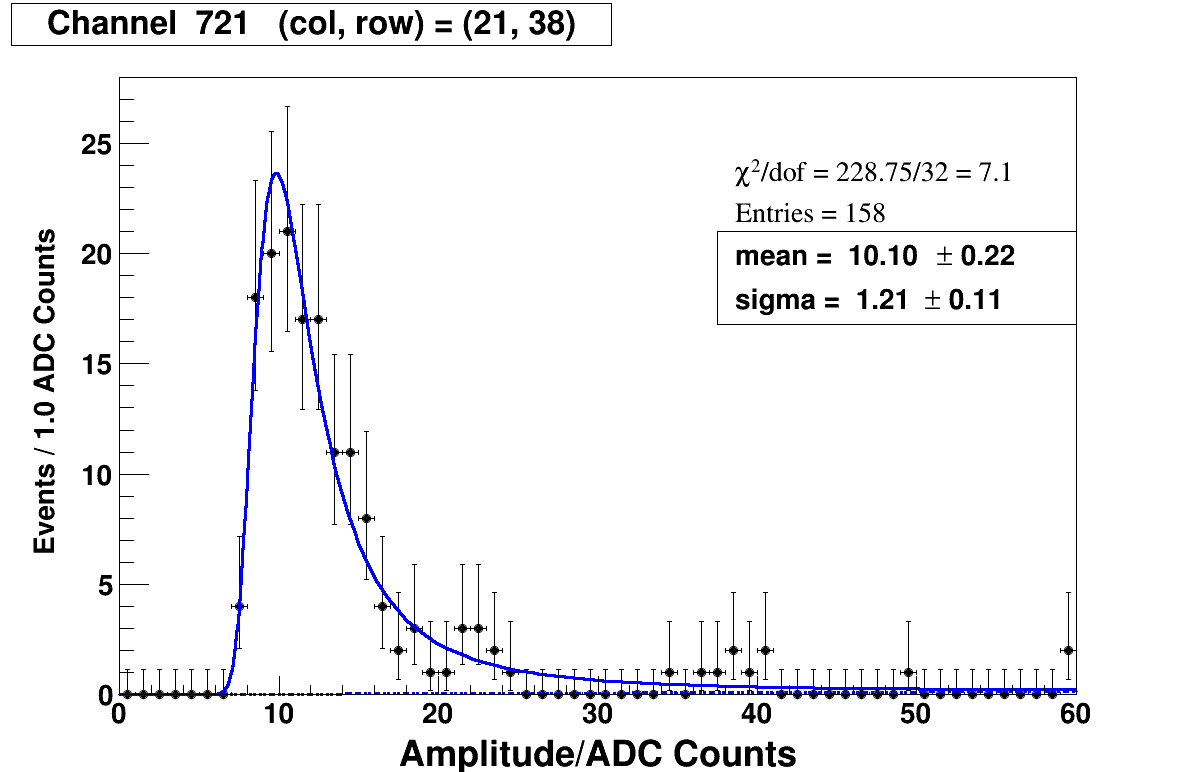 Channel 721 (col, row) = (21, 38)
χ²/dof = 228.75/32 = 7.1
Entries = 158
mean = 10.10 ± 0.22
sigma = 1.21 ± 0.11
Events / 1.0 ADC Counts
25
20
15
10
5
0
0 10 20 30 40 50 60
Amplitude/ADC Counts